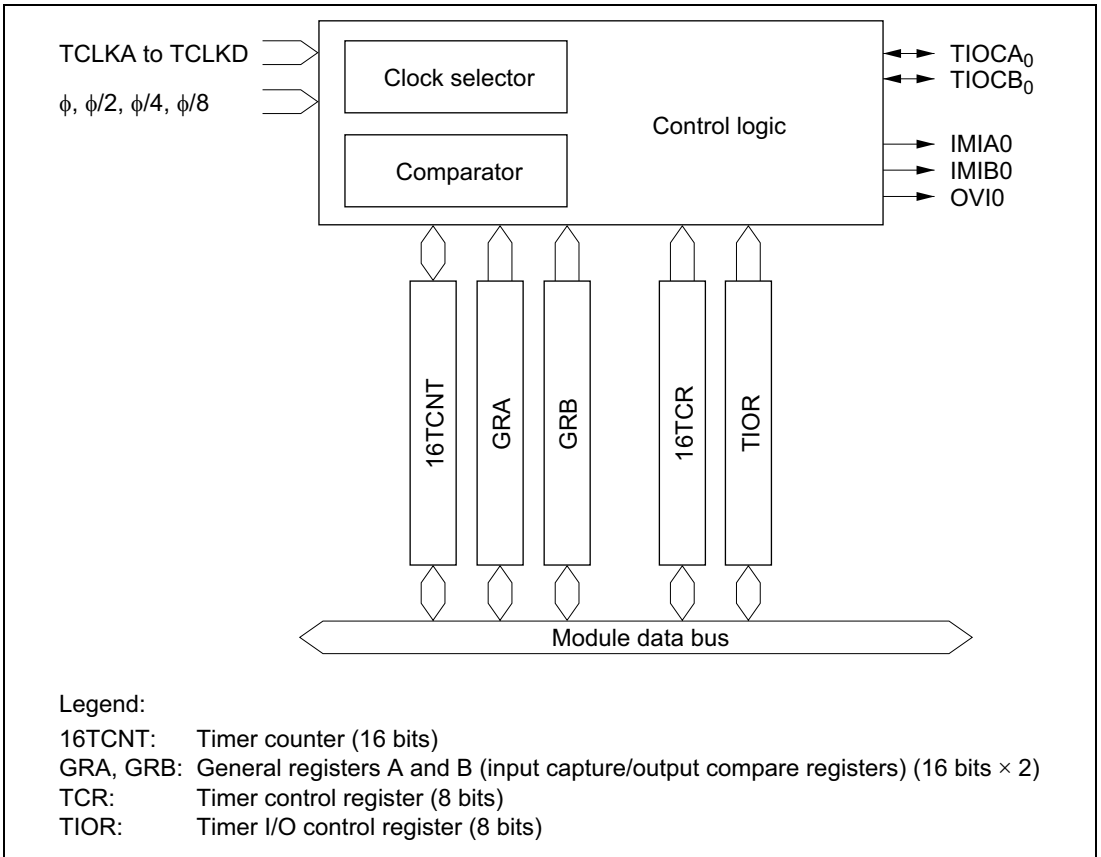 TCLKA to TCLKD
ϕ, ϕ/2, ϕ/4, ϕ/8
Clock selector
Comparator
Control logic
TIOCA0
TIOCB0
IMIA0
IMIB0
OVI0
16TCNT
GRA
GRB
16TCR
TIOR
Module data bus
Legend:
16TCNT: Timer counter (16 bits)
GRA, GRB: General registers A and B (input capture/output compare registers) (16 bits × 2)
TCR: Timer control register (8 bits)
TIOR: Timer I/O control register (8 bits)